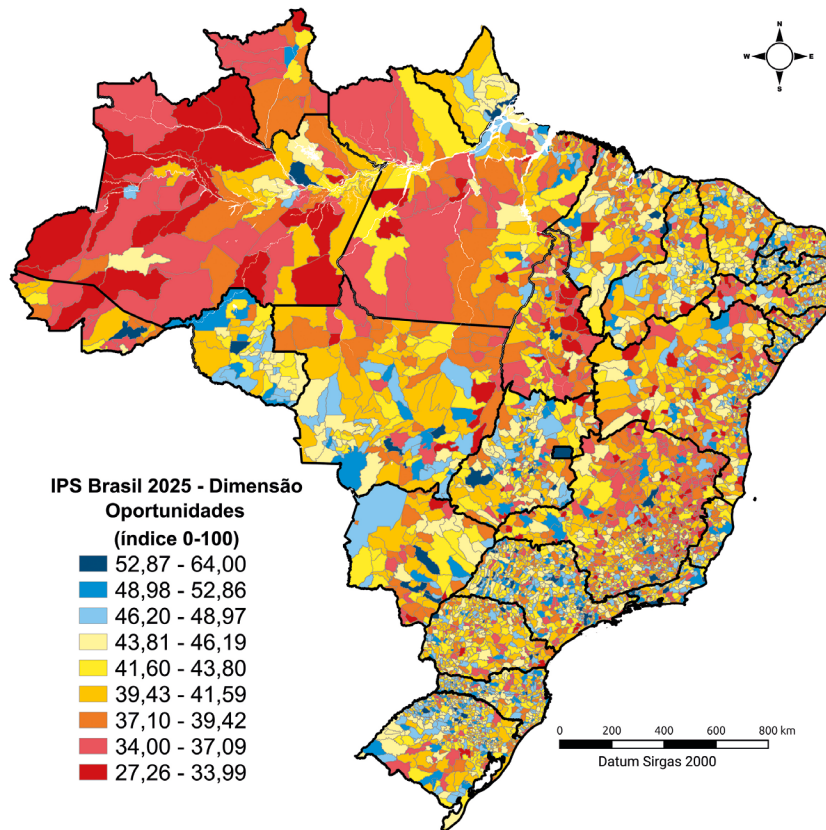 N
W E
S
IPS Brasil 2025 - Dimensão
Oportunidades
(índice 0-100)
52,87 - 64,00
48,98 - 52,86
46,20 - 48,97
43,81 - 46,19
41,60 - 43,80
39,43 - 41,59
37,10 - 39,42
34,00 - 37,09
27,26 - 33,99
0 200 400 600 800 km
Datum Sirgas 2000